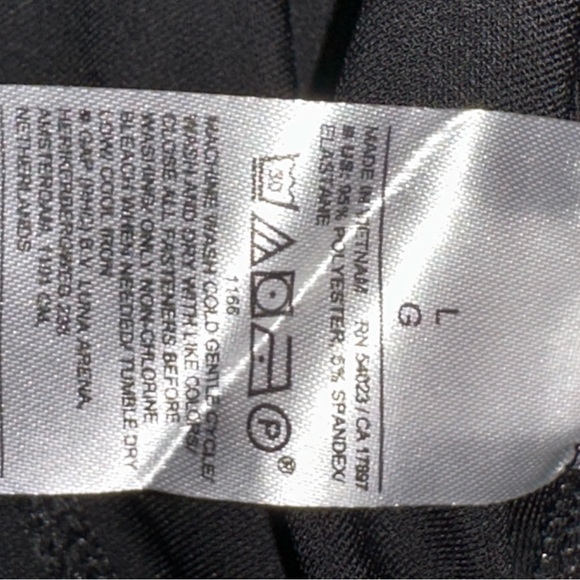 L
G
MADE IN VIETNAM RN 54023 / CA 17897
# US: 95% POLYESTER, 5% SPANDEX/
ELASTANE
30
P
®
1166
MACHINE WASH COLD GENTLE CYCLE/
WASH AND DRY WITH LIKE COLORS/
CLOSE ALL FASTENERS BEFORE
WASHING/ ONLY NON-CHLORINE
BLEACH WHEN NEEDED/ TUMBLE DRY
LOW/ COOL IRON
# GAP (RHC) B.V. LUNA ARENA,
HERIKERBERGWEG 238
AMSTERDAM, 1101 CM,
NETHERLANDS